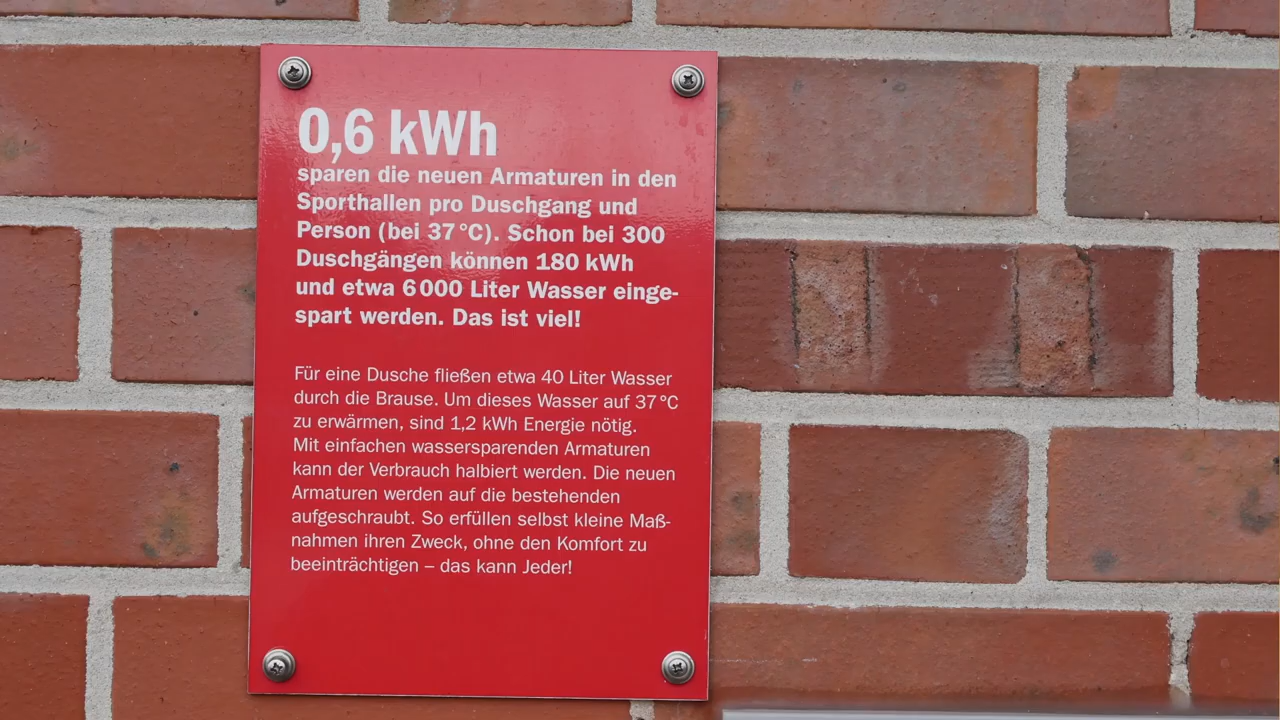 0,6 kWh
sparen die neuen Armaturen in den
Sporthallen pro Duschgang und
Person (bei 37 °C). Schon bei 300
Duschgängen können 180 kWh
und etwa 6 000 Liter Wasser einge-
spart werden. Das ist viel!
Für eine Dusche fließen etwa 40 Liter Wasser
durch die Brause. Um dieses Wasser auf 37 °C
zu erwärmen, sind 1,2 kWh Energie nötig.
Mit einfachen wassersparenden Armaturen
kann der Verbrauch halbiert werden. Die neuen
Armaturen werden auf die bestehenden
aufgeschraubt. So erfüllen selbst kleine Maß-
nahmen ihren Zweck, ohne den Komfort zu
beeinträchtigen – das kann Jeder!